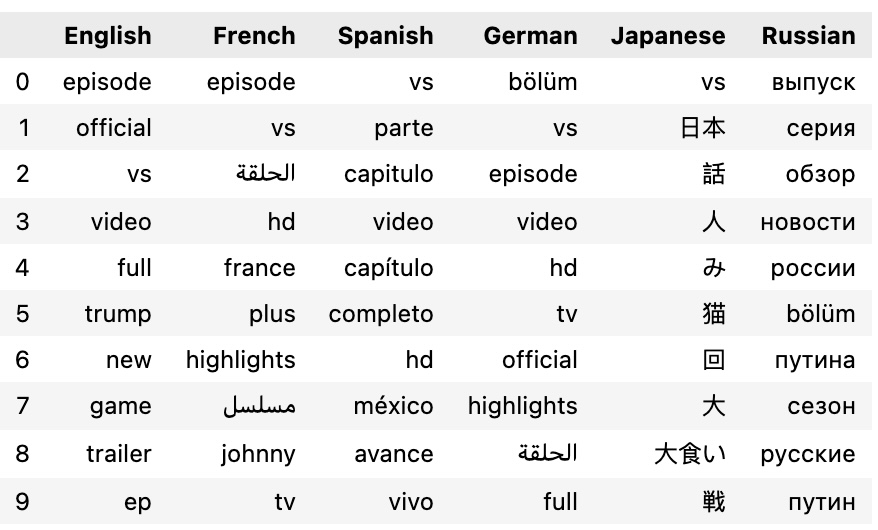 English French Spanish German Japanese Russian
0 episode episode vs bölüm vs выпуск
1 official vs parte vs 日本 серия
2 vs الحلقة capitulo episode 話 обзор
3 video hd video video 人 новости
4 full france capítulo hd み россии
5 trump plus completo tv 猫 bölüm
6 new highlights hd official 回 путина
7 game مسلسل méxico highlights 大 сезон
8 trailer johnny avance الحلقة 大食い русские
9 ep tv vivo full 戦 путин